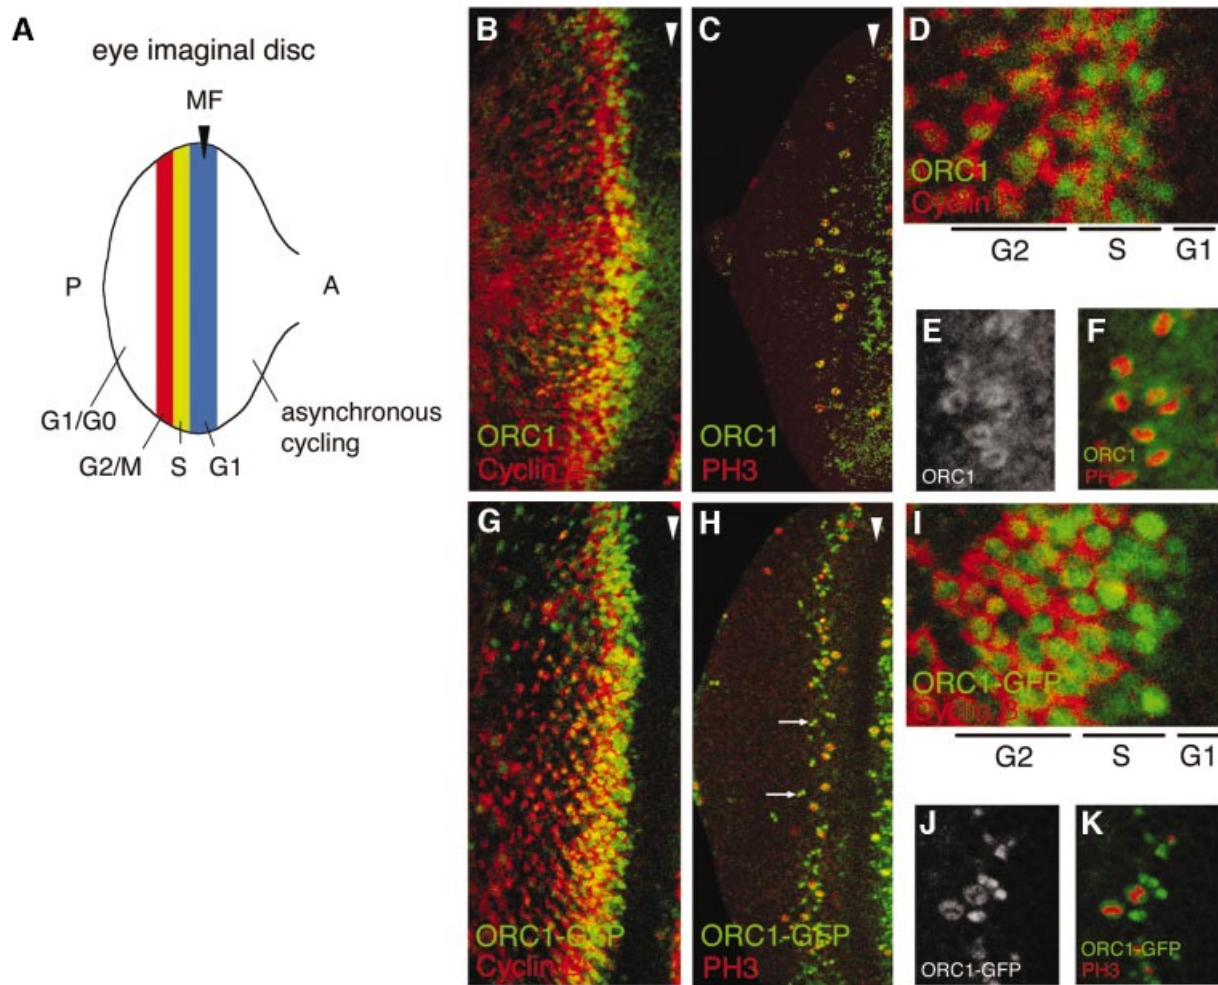 A
eye imaginal disc
MF
P
A
G1/G0
G2/M
S
G1
asynchronous
cycling
B
ORC1
Cyclin
C
ORC1
PH3
D
ORC1
Cyclin
G2
S
G1
E
ORC1
F
ORC1
G
ORC1-GFP
Cyclin
H
ORC1-GFP
PH3
I
ORC1-GFP
Cyclin
G2
S
G1
J
ORC1-GFP
K
ORC1-GFP
PH3